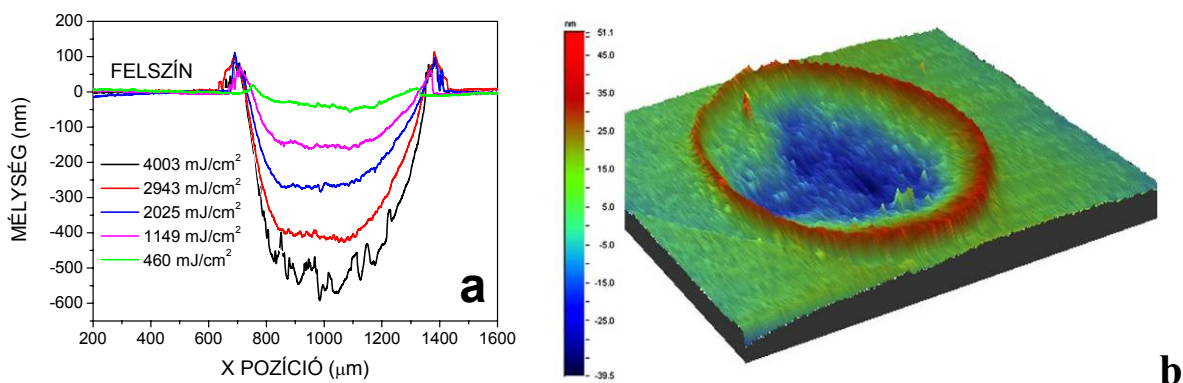 200
100
0
-100
-200
-300
-400
-500
-600
MÉLYSÉG (nm)
FELSZÍN
4003 mJ/cm²
2943 mJ/cm²
2025 mJ/cm²
1149 mJ/cm²
460 mJ/cm²
a
200 400 600 800 1000 1200 1400 1600
X POZÍCIÓ (μm)
nm
51.1
45.0
35.0
25.0
15.0
5.0
-5.0
-15.0
-25.0
-39.5
b